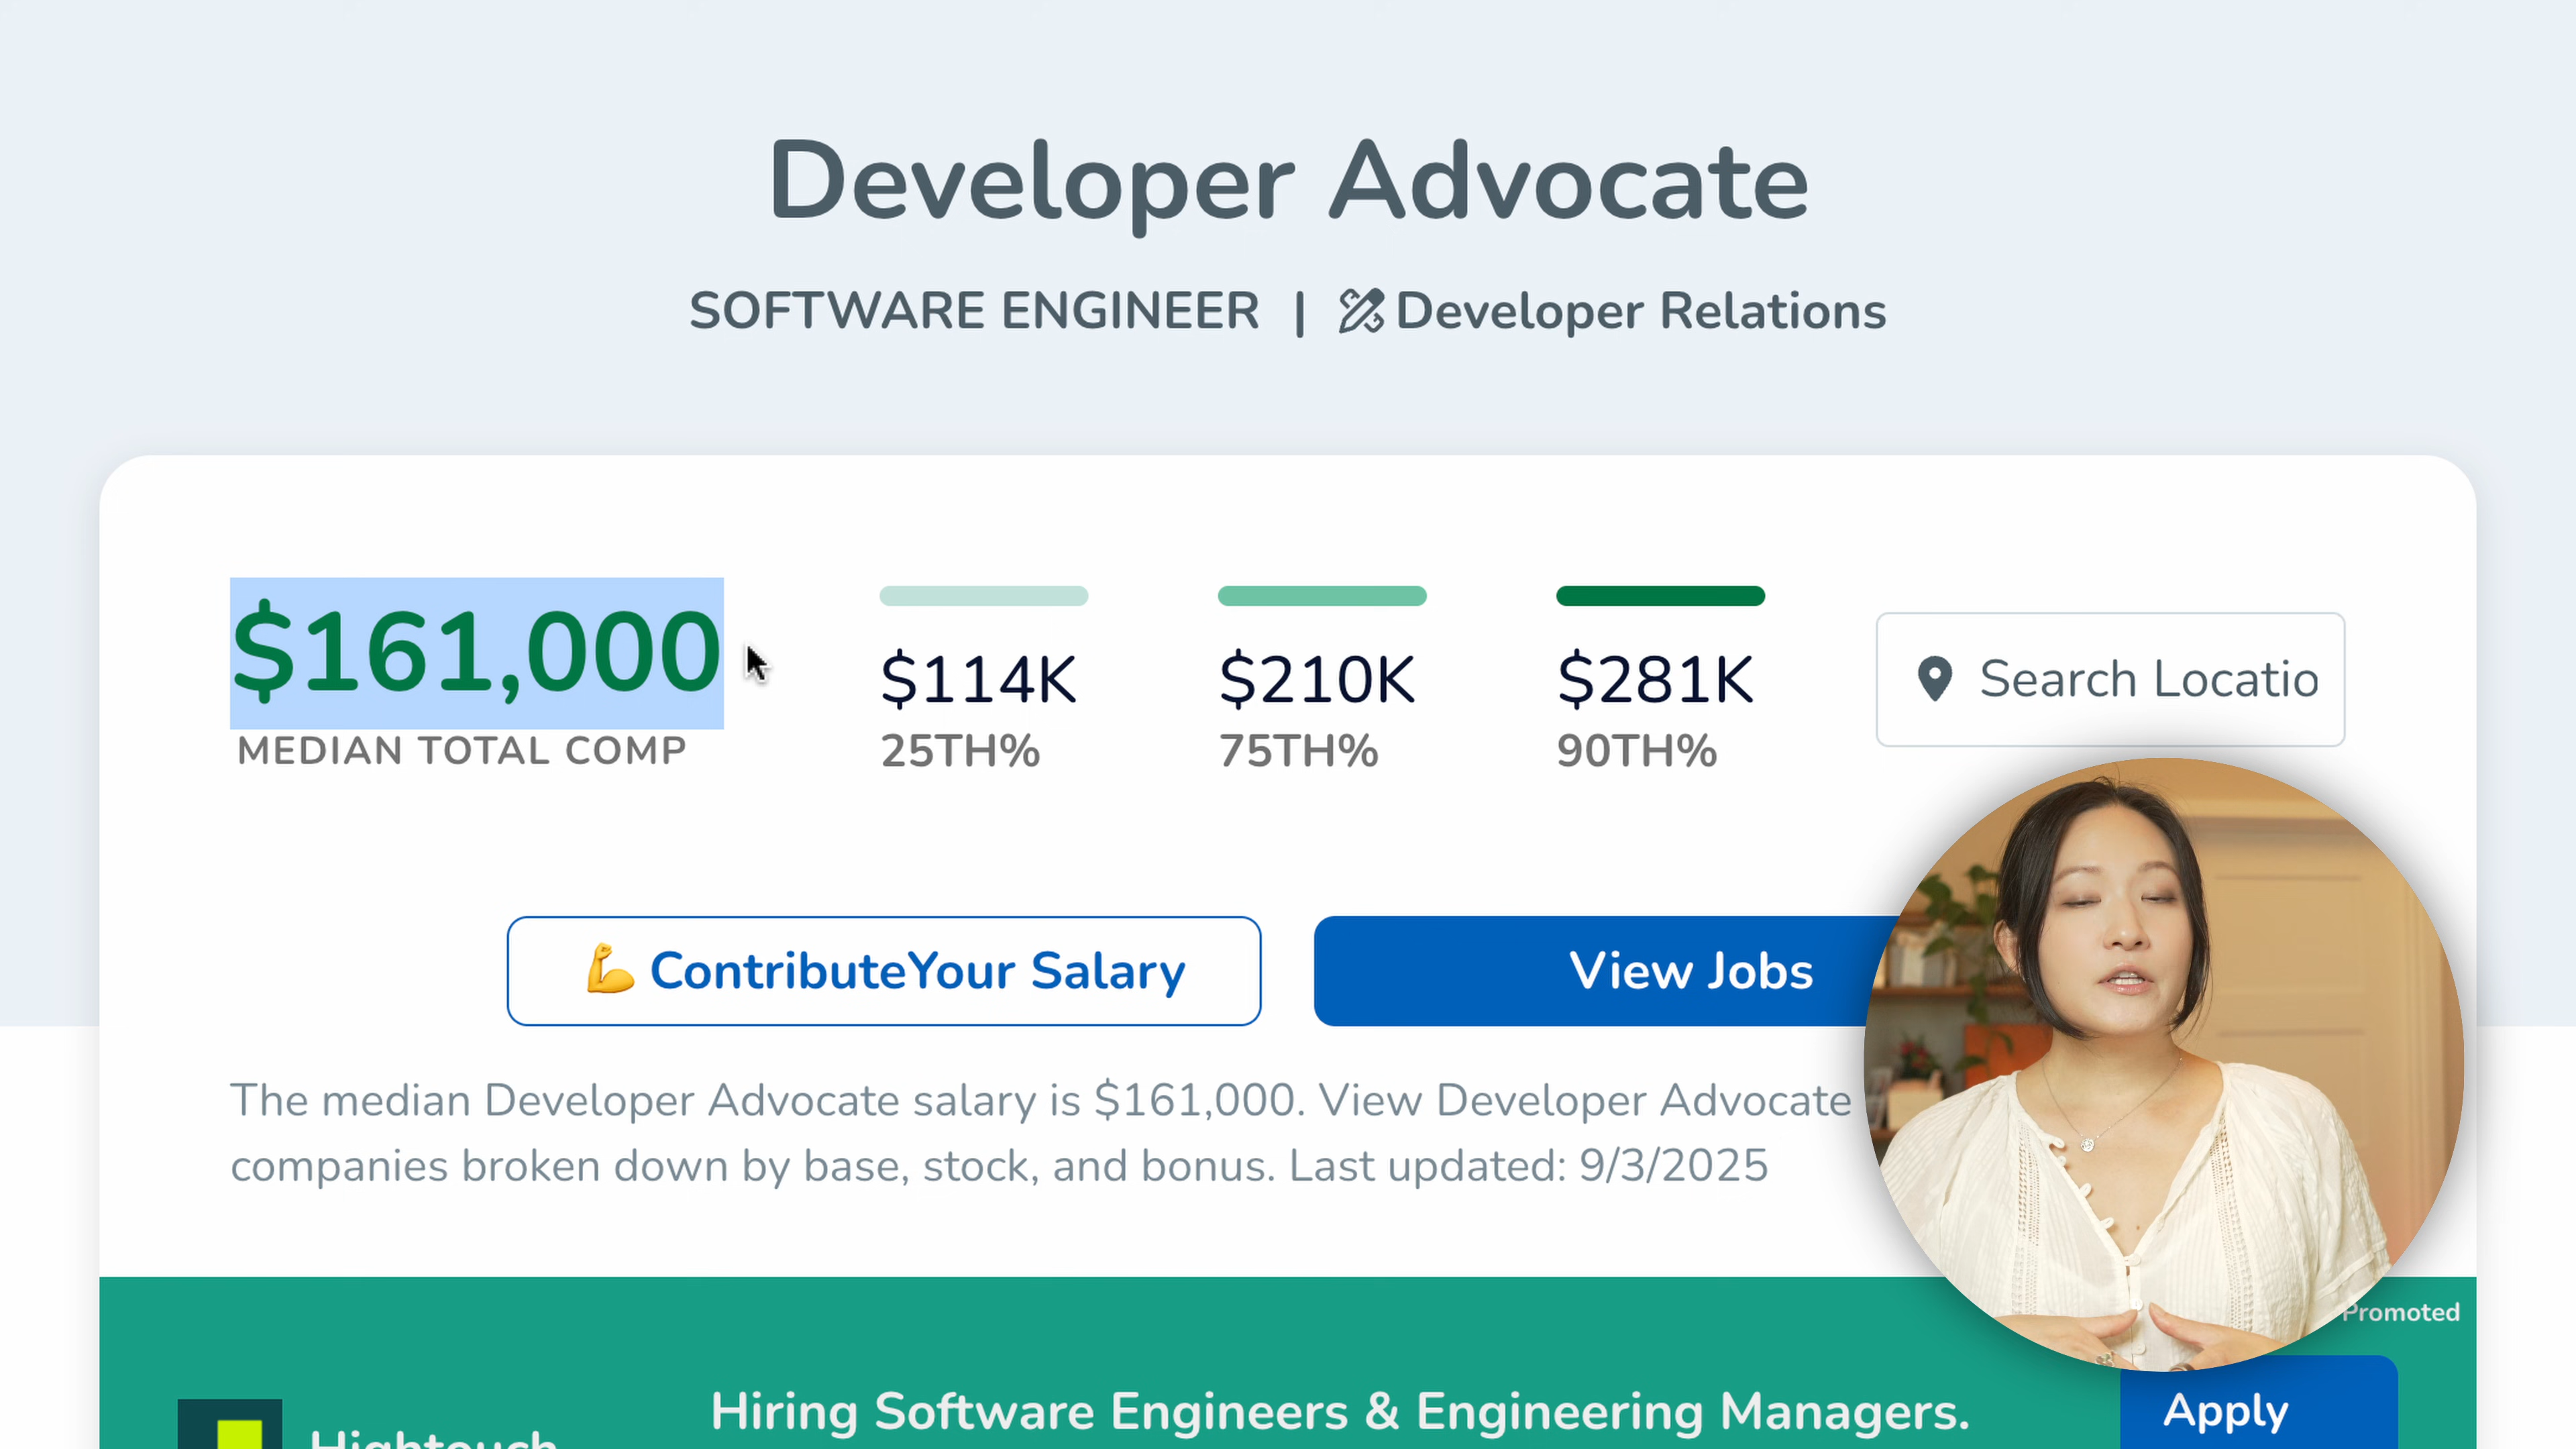 Developer Advocate
SOFTWARE ENGINEER | Developer Relations
$161,000
MEDIAN TOTAL COMP
$114K
25TH%
$210K
75TH%
$281K
90TH%
Search Locatio
ContributeYour Salary
View Jobs
The median Developer Advocate salary is $161,000. View Developer Advocate
companies broken down by base, stock, and bonus. Last updated: 9/3/2025
Promoted
Hightouch
Hiring Software Engineers & Engineering Managers.
Apply